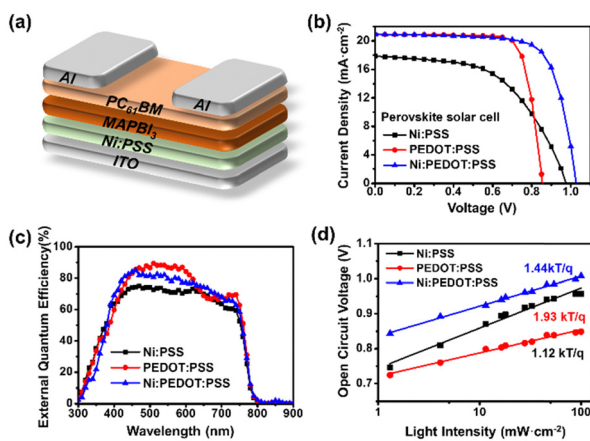 (a)
Al
Al
PC61BM
MAPBI3
Ni:PSS
ITO
(b)
Current Density (mA·cm-2)
20
16
12
8
4
0
Perovskite solar cell
Ni:PSS
PEDOT:PSS
Ni:PEDOT:PSS
0.0 0.2 0.4 0.6 0.8 1.0
Voltage (V)
(c)
External Quantum Efficiency(%)
100
80
60
40
20
0
Ni:PSS
PEDOT:PSS
Ni:PEDOT:PSS
300 400 500 600 700 800 900
Wavelength (nm)
(d)
Open Circuit Voltage (V)
1.2
1.1
1.0
0.9
0.8
0.7
Ni:PSS
PEDOT:PSS
Ni:PEDOT:PSS
1.44kT/q
1.93 kT/q
1.12 kT/q
1 10 100
Light Intensity (mW·cm-2)